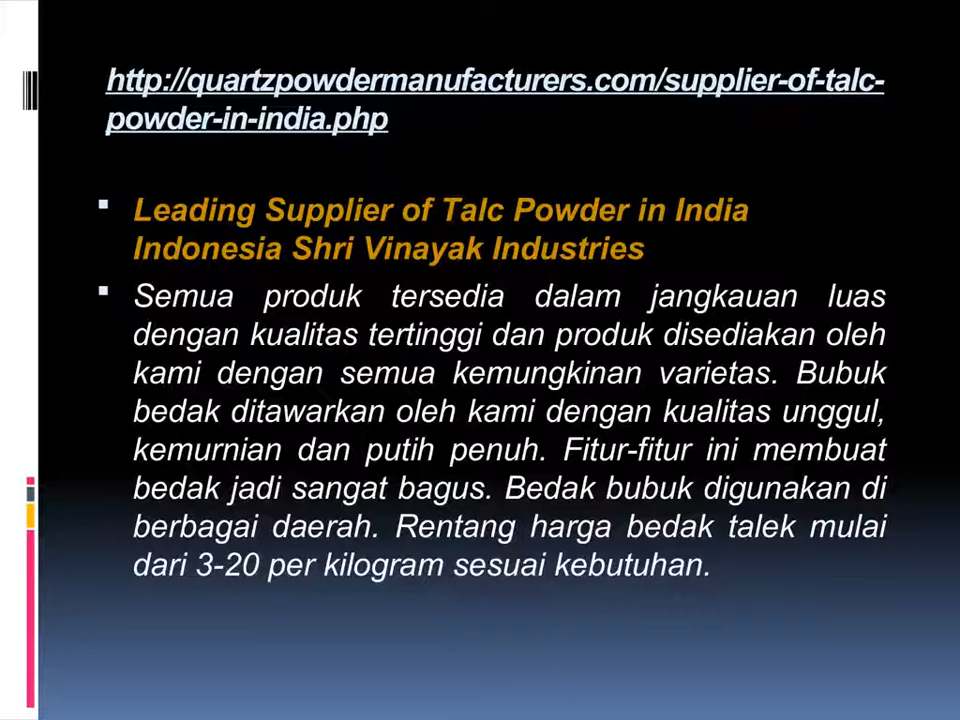 http://quartzpowdermanufacturers.com/supplier-of-talc-
powder-in-india.php
Leading Supplier of Talc Powder in India
Indonesia Shri Vinayak Industries
Semua produk tersedia dalam jangkauan luas
dengan kualitas tertinggi dan produk disediakan oleh
kami dengan semua kemungkinan varietas. Bubuk
bedak ditawarkan oleh kami dengan kualitas unggul,
kemurnian dan putih penuh. Fitur-fitur ini membuat
bedak jadi sangat bagus. Bedak bubuk digunakan di
berbagai daerah. Rentang harga bedak talek mulai
dari 3-20 per kilogram sesuai kebutuhan.